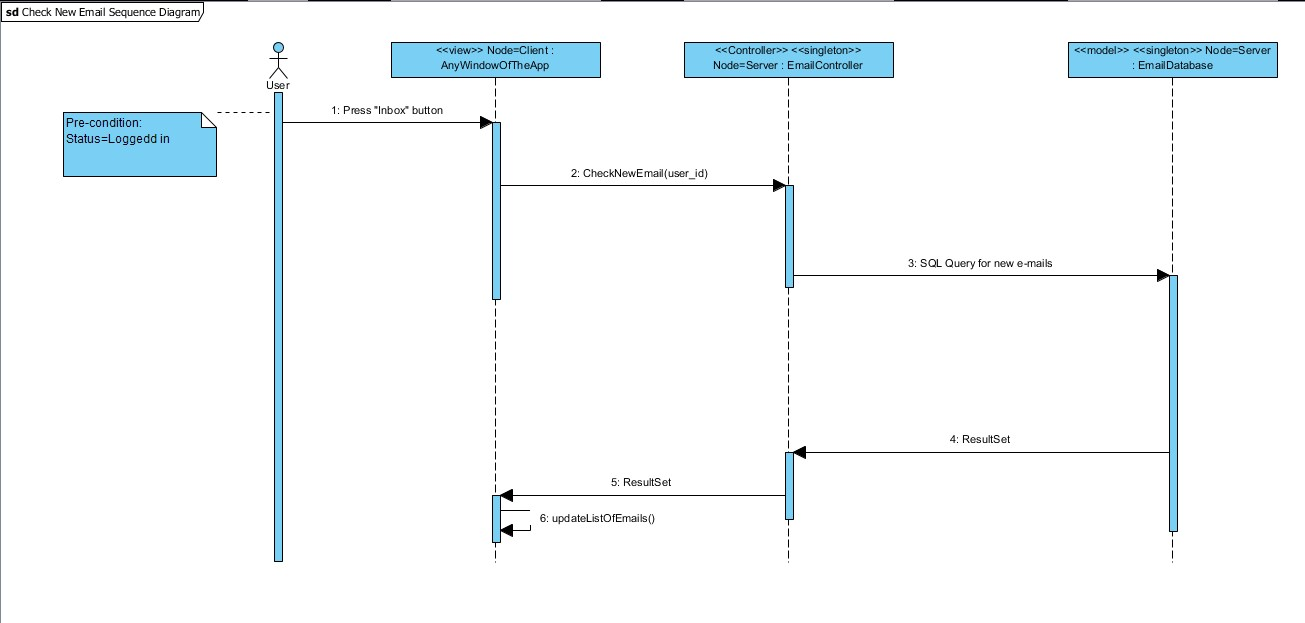 sd Check New Email Sequence Diagram
<<view>> Node=Client :
AnyWindowOfTheApp
<<Controller>> <<singleton>>
Node=Server : EmailController
<<model>> <<singleton>> Node=Server
: EmailDatabase
User
Pre-condition:
Status=Loggedd in
1: Press "Inbox" button
2: CheckNewEmail(user_id)
3: SQL Query for new e-mails
4: ResultSet
5: ResultSet
6: updateListOfEmails()